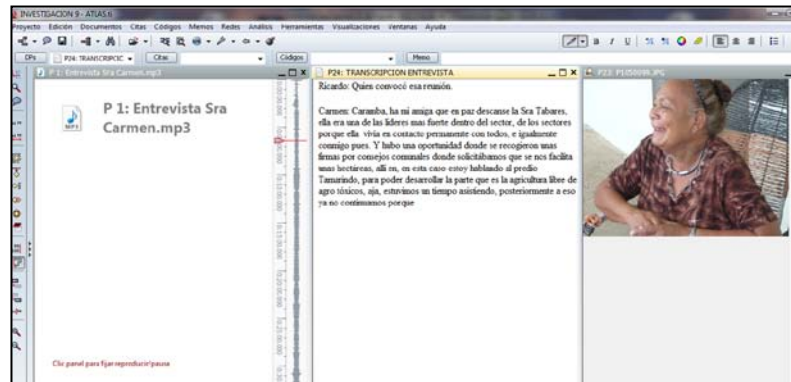 INVESTIGACION 9 - ATLAS.ti
Proyecto Edición Documentos Citas Códigos Memos Redes Análisis Herramientas Visualizaciones Ventanas Ayuda
DPs P24: TRANSCRIPCIC Citas Códigos Memo
P 1: Entrevista Sra Carmen.mp3
P 1: Entrevista Sra
Carmen.mp3
MP3
P24: TRANSCRIPCION ENTREVISTA
Ricardo: Quien convocó esa reunión.
Carmen: Caramba, ha mi amiga que en paz descanse la Sra Tabares,
ella era una de las lideres mas fuerte dentro del sector, de los sectores
porque ella vivía en contacto permanente con todos, e igualmente
conmigo pues. Y hubo una oportunidad donde se recogieron unas
firmas por consejos comunales donde solicitábamos que se nos facilita
unas hectáreas, allí en, en esta caso estoy hablando al predio
Tamarindo, para poder desarrollar la parte que es la agricultura libre de
agro tóxicos, aja, estuvimos un tiempo asistiendo, posteriormente a eso
ya no continuamos porque
Clic panel para fijar reproducir/pausa